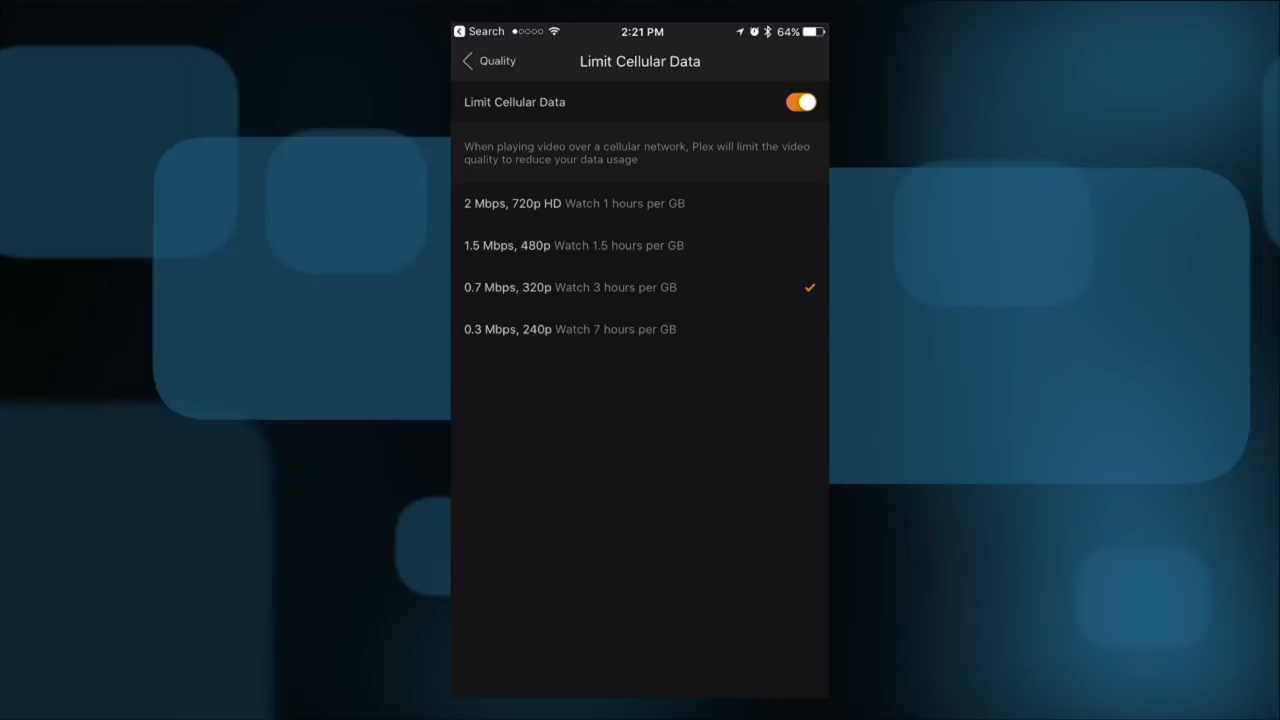 Search 2:21 PM 64%
Quality Limit Cellular Data
Limit Cellular Data
When playing video over a cellular network, Plex will limit the video
quality to reduce your data usage
2 Mbps, 720p HD Watch 1 hours per GB
1.5 Mbps, 480p Watch 1.5 hours per GB
0.7 Mbps, 320p Watch 3 hours per GB
0.3 Mbps, 240p Watch 7 hours per GB